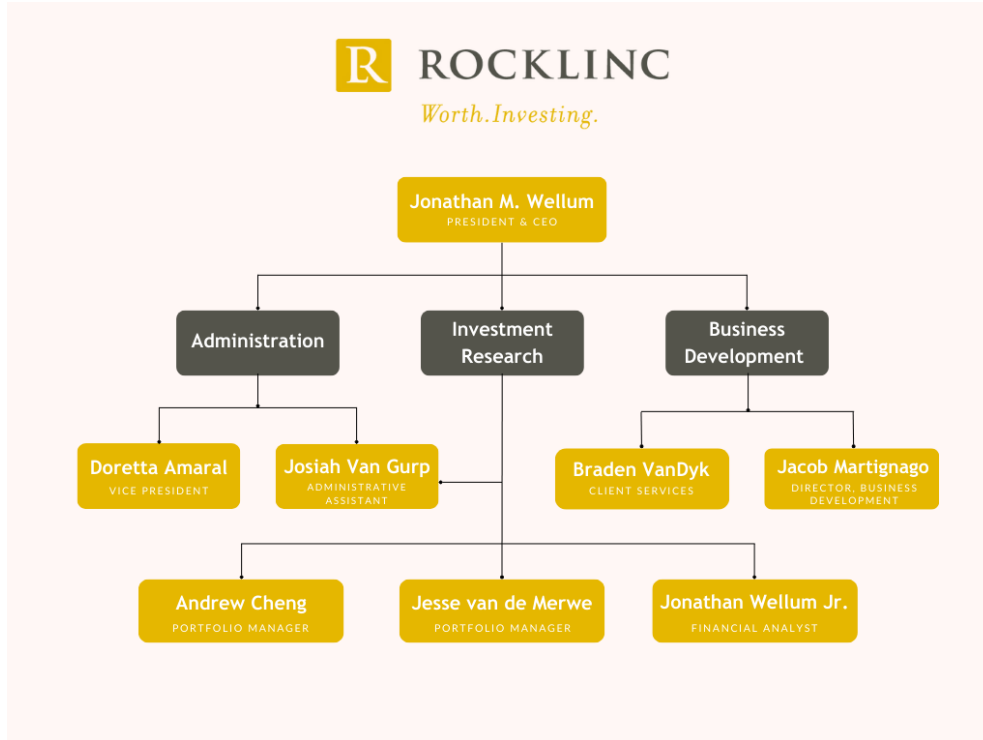 R ROCKLINC
Worth.Investing.
Jonathan M. Wellum
PRESIDENT & CEO
Administration
Investment
Research
Business
Development
Doretta Amaral
VICE PRESIDENT
Josiah Van Gurp
ADMINISTRATIVE
ASSISTANT
Braden VanDyk
CLIENT SERVICES
Jacob Martignago
DIRECTOR, BUSINESS
DEVELOPMENT
Andrew Cheng
PORTFOLIO MANAGER
Jesse van de Merwe
PORTFOLIO MANAGER
Jonathan Wellum Jr.
FINANCIAL ANALYST